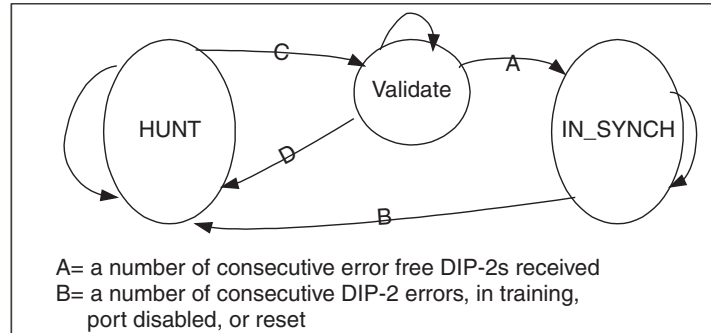 C
Validate
A
HUNT
IN_SYNCH
D
B
A= a number of consecutive error free DIP-2s received
B= a number of consecutive DIP-2 errors, in training,
port disabled, or reset